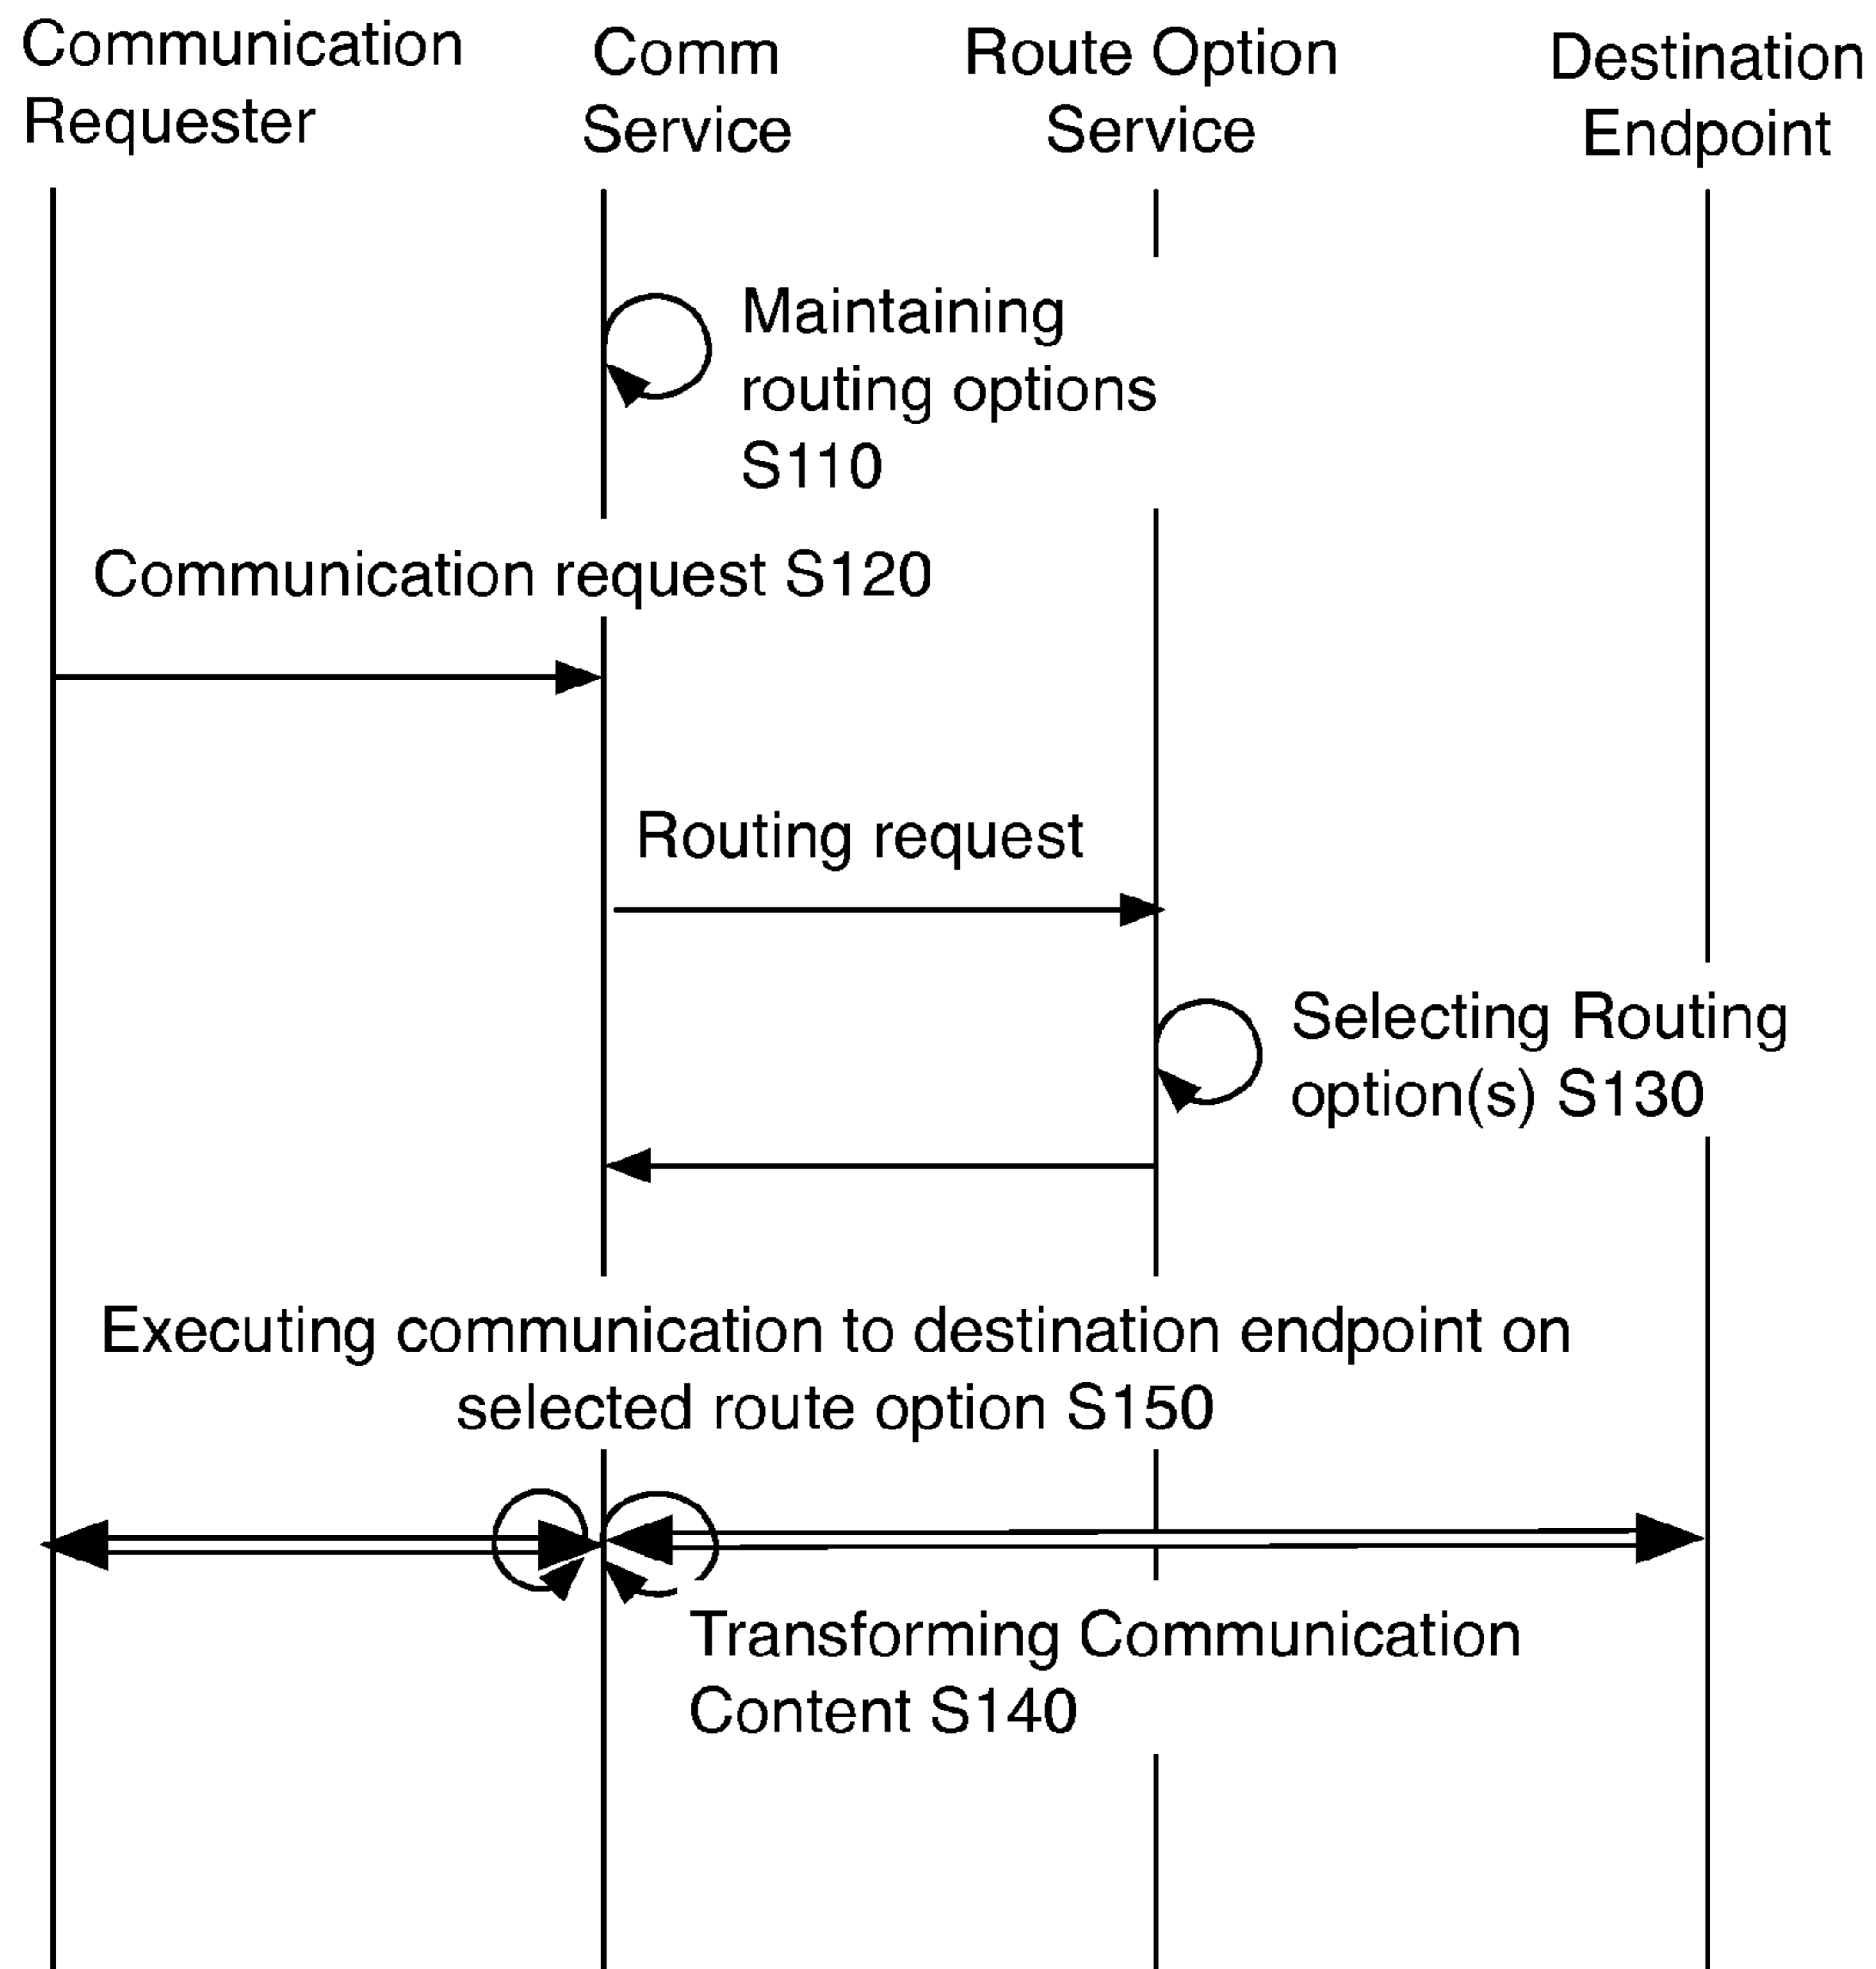 Communication
Requester
Comm
Service
Route Option
Service
Destination
Endpoint
Maintaining
routing options
S110
Communication request S120
Routing request
Selecting Routing
option(s) S130
Executing communication to destination endpoint on
selected route option S150
Transforming Communication
Content S140